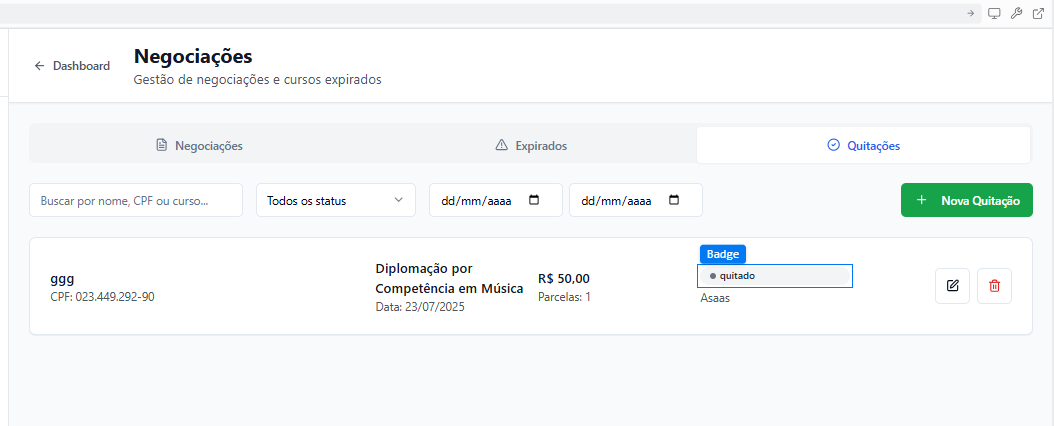 Dashboard
Negociações
Gestão de negociações e cursos expirados
Negociações
Expirados
Quitações
Buscar por nome, CPF ou curso...
Todos os status
dd/mm/aaaa
dd/mm/aaaa
Nova Quitação
ggg
CPF: 023.449.292-90
Diplomação por
Competência em Música
Data: 23/07/2025
R$ 50,00
Parcelas: 1
Badge
quitado
Asaas